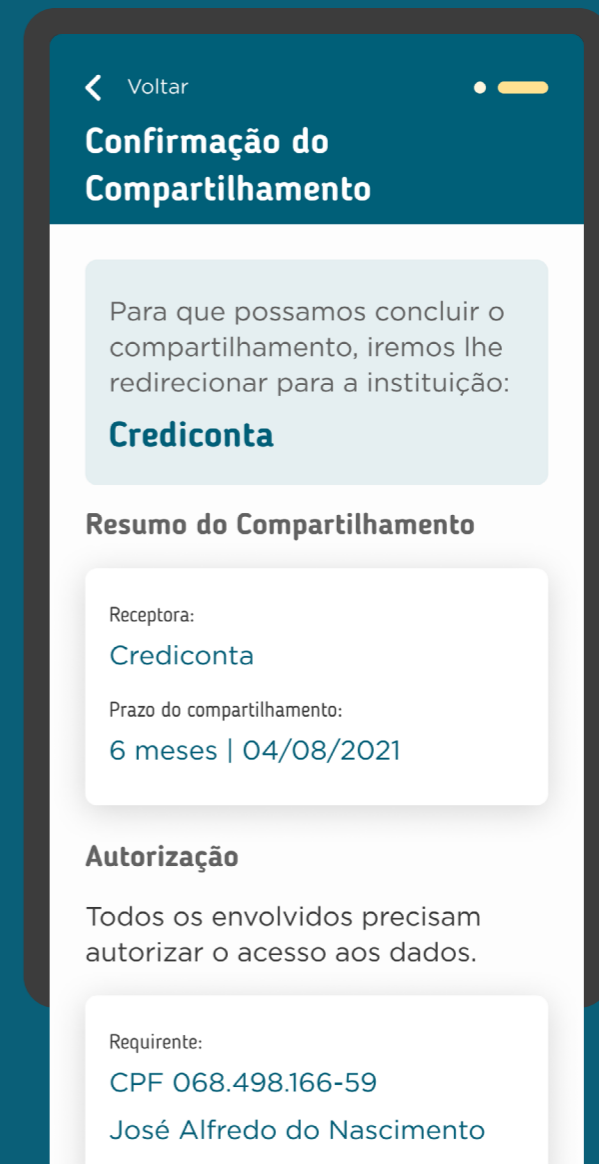 Voltar
Confirmação do
Compartilhamento
Para que possamos concluir o
compartilhamento, iremos lhe
redirecionar para a instituição:
Crediconta
Resumo do Compartilhamento
Receptora:
Crediconta
Prazo do compartilhamento:
6 meses | 04/08/2021
Autorização
Todos os envolvidos precisam
autorizar o acesso aos dados.
Requirente:
CPF 068.498.166-59
José Alfredo do Nascimento